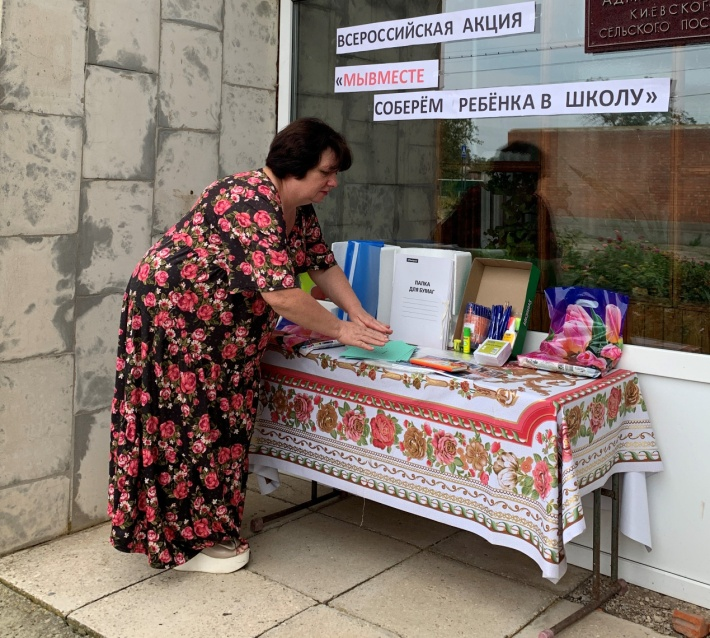 ВСЕРОССИЙСКАЯ АКЦИЯ
«МЫВМЕСТЕ
СОБЕРЁМ РЕБЁНКА В ШКОЛУ»
КИЕВСКОГО
СЕЛЬСКОГО ПОС
ПАПКА
ДЛЯ БУМАГ